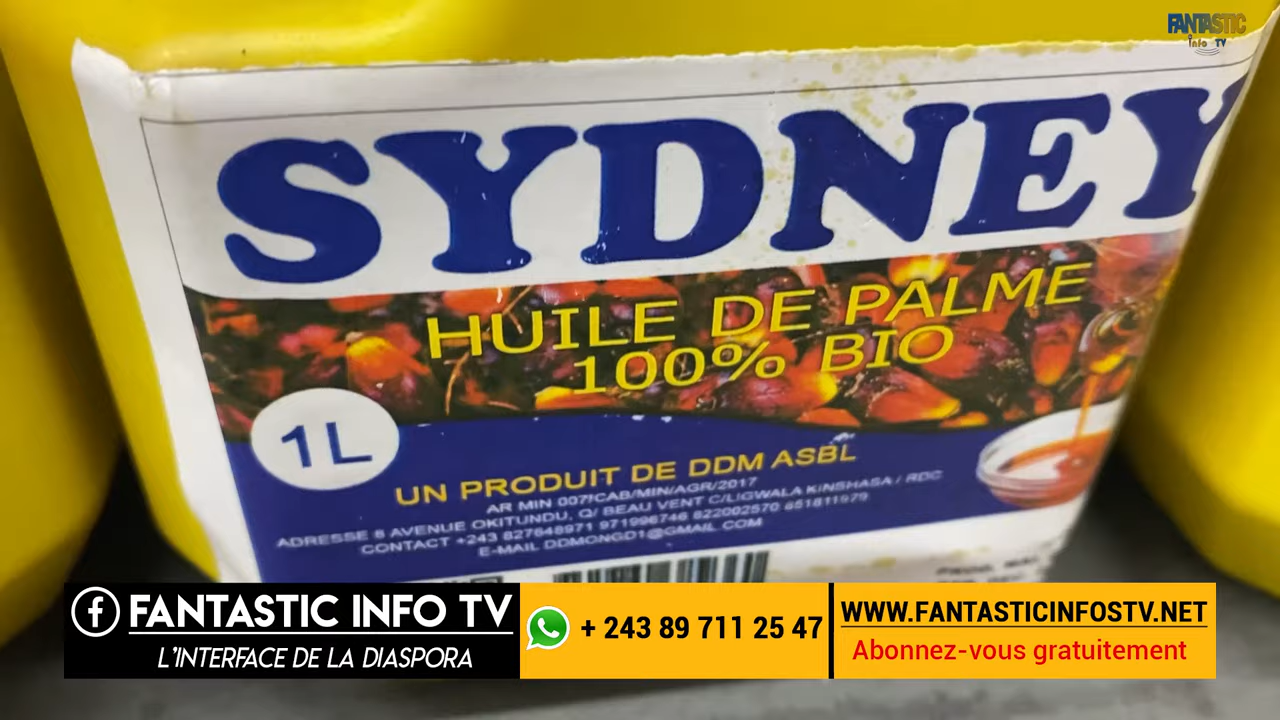 FANTASTIC
Info TV
SYDNEY
HUILE DE PALME
100% BIO
1L
UN PRODUIT DE DDM ASBL
AR MIN 007/CAB/MIN/AGR/2017
ADRESSE 6 AVENUE OKITUNDU, Q/ BEAU VENT C/LIGWALA KINSHASA / RDC
CONTACT +243 827648971 971996746 822002570 851811979
E-MAIL DDMONGD1@GMAIL.COM
FANTASTIC INFO TV
L'INTERFACE DE LA DIASPORA
+ 243 89 711 25 47
WWW.FANTASTICINFOSTV.NET
Abonnez-vous gratuitement